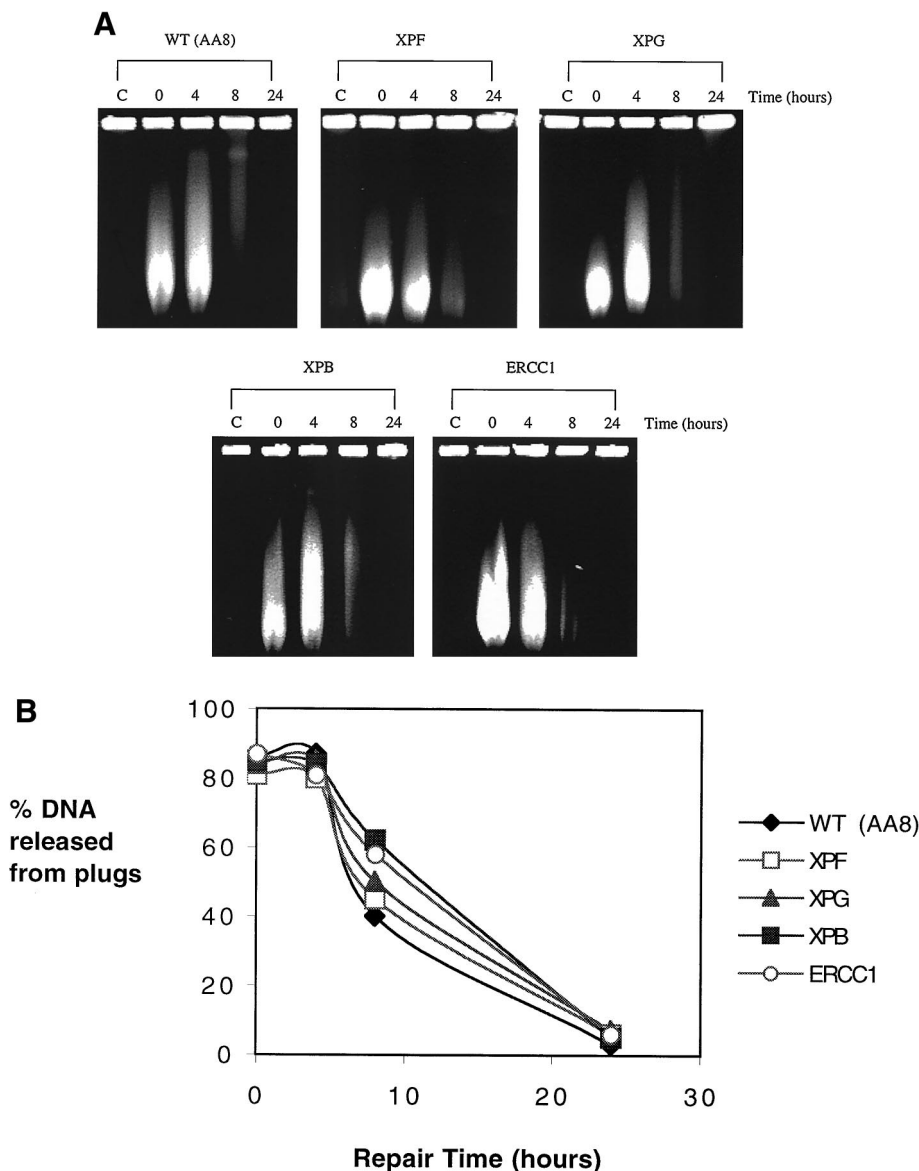 A
WT (AA8)
C 0 4 8 24
XPF
C 0 4 8 24
XPG
C 0 4 8 24 Time (hours)
XPB
C 0 4 8 24
ERCC1
C 0 4 8 24 Time (hours)
B
% DNA
released
from plugs
100
80
60
40
20
0
0 10 20 30
Repair Time (hours)
WT (AA8)
XPF
XPG
XPB
ERCC1